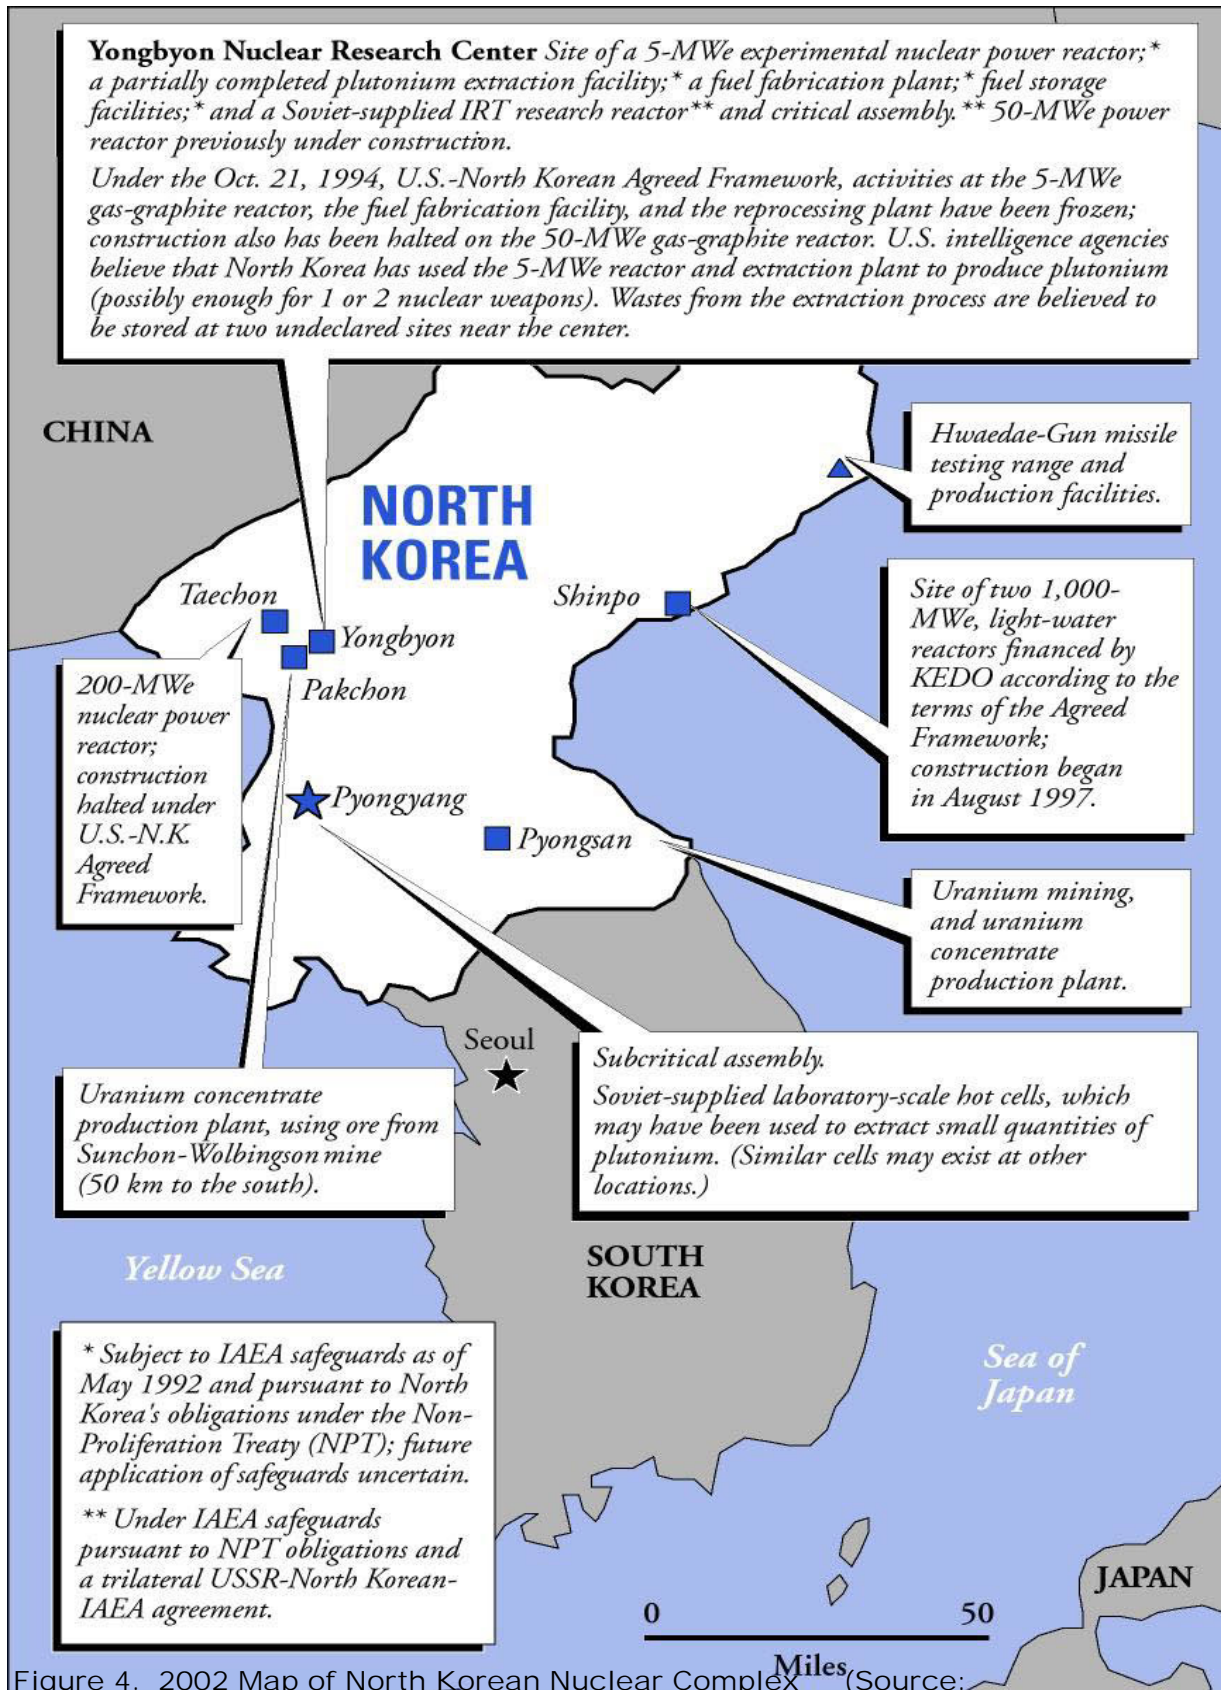 Yongbyon Nuclear Research Center Site of a 5-MWe experimental nuclear power reactor;*
a partially completed plutonium extraction facility;* a fuel fabrication plant;* fuel storage
facilities;* and a Soviet-supplied IRT research reactor** and critical assembly.** 50-MWe power
reactor previously under construction.
Under the Oct. 21, 1994, U.S.-North Korean Agreed Framework, activities at the 5-MWe
gas-graphite reactor, the fuel fabrication facility, and the reprocessing plant have been frozen;
construction also has been halted on the 50-MWe gas-graphite reactor. U.S. intelligence agencies
believe that North Korea has used the 5-MWe reactor and extraction plant to produce plutonium
(possibly enough for 1 or 2 nuclear weapons). Wastes from the extraction process are believed to
be stored at two undeclared sites near the center.
CHINA
Hwaedae-Gun missile
testing range and
production facilities.
NORTH
KOREA
Taechon
Yongbyon
Pakchon
Shinpo
Site of two 1,000-
MWe, light-water
reactors financed by
KEDO according to the
terms of the Agreed
Framework;
construction began
in August 1997.
200-MWe
nuclear power
reactor;
construction
halted under
U.S.-N.K.
Agreed
Framework.
Pyongyang
Pyongsan
Uranium mining,
and uranium
concentrate
production plant.
Seoul
Subcritical assembly.
Soviet-supplied laboratory-scale hot cells, which
may have been used to extract small quantities of
plutonium. (Similar cells may exist at other
locations.)
Uranium concentrate
production plant, using ore from
Sunchon-Wolbingson mine
(50 km to the south).
Yellow Sea
SOUTH
KOREA
Sea of
Japan
* Subject to IAEA safeguards as of
May 1992 and pursuant to North
Korea's obligations under the Non-
Proliferation Treaty (NPT); future
application of safeguards uncertain.
** Under IAEA safeguards
pursuant to NPT obligations and
a trilateral USSR-North Korean-
IAEA agreement.
JAPAN
0 50
Miles
Figure 4. 2002 Map of North Korean Nuclear Complex (Source: